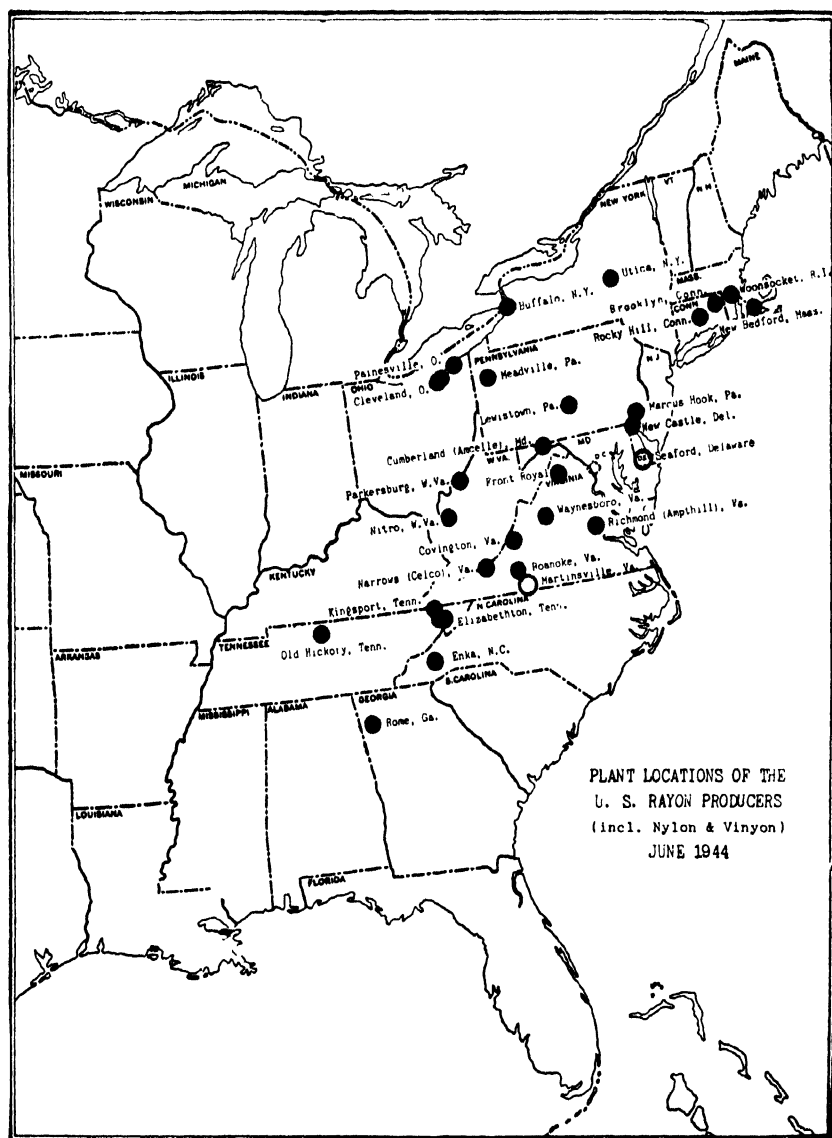 MAINE
MICHIGAN
WISCONSIN
NEW YORK
VT
N H
Utica, N.Y.
MASS.
Buffalo, N.Y.
Woonsocket, R.I.
Brooklyn, Conn.
CONN
Rocky Hill, Conn.
New Bedford, Mass.
Painesville, O.
PENNSYLVANIA
N J
ILLINOIS
INDIANA
OHIO
Cleveland, O.
Meadville, Pa.
Lewistown, Pa.
Marcus Hook, Pa.
New Castle, Del.
Cumberland (Amcelle), Md.
MD
W VA.
D C
Seaford, Delaware
MISSOURI
Parkersburg, W.Va.
Front Royal
VIRGINIA
Waynesboro, Va.
Nitro, W.Va.
Richmond (Ampthill), Va.
Covington, Va.
KENTUCKY
Narrows (Celco), Va.
Roanoke, Va.
Martinsville, Va.
Kingsport, Tenn.
N CAROLINA
Elizabethton, Tenn.
TENNESSEE
ARKANSAS
Old Hickory, Tenn.
Enka, N.C.
S. CAROLINA
GEORGIA
MISSISSIPPI
ALABAMA
Rome, Ga.
PLANT LOCATIONS OF THE
U. S. RAYON PRODUCERS
(incl. Nylon & Vinyon)
JUNE 1944
LOUISIANA
FLORIDA